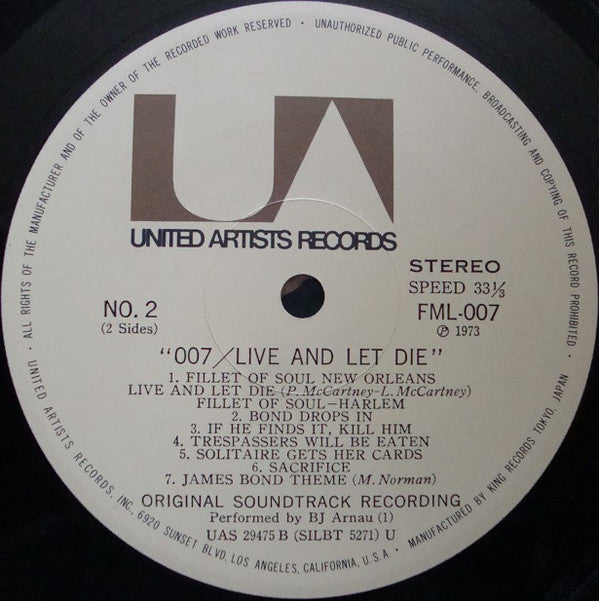 · ALL RIGHTS OF THE MANUFACTURER AND OF THE OWNER OF THE RECORDED WORK RESERVED · UNAUTHORIZED PUBLIC PERFORMANCE, BROADCASTING AND COPYING OF THIS RECORD PROHIBITED ·
UA
UNITED ARTISTS RECORDS
STEREO
SPEED 33⅓
NO. 2
(2 Sides)
FML-007
℗ 1973
"007/LIVE AND LET DIE"
1. FILLET OF SOUL NEW ORLEANS
LIVE AND LET DIE (P. McCartney-L. McCartney)
FILLET OF SOUL-HARLEM
2. BOND DROPS IN
3. IF HE FINDS IT, KILL HIM
4. TRESPASSERS WILL BE EATEN
5. SOLITAIRE GETS HER CARDS
6. SACRIFICE
7. JAMES BOND THEME (M. Norman)
ORIGINAL SOUNDTRACK RECORDING
Performed by BJ Arnau (1)
UAS 29475 B (SILBT 5271) U
UNITED ARTISTS RECORDS, INC. 6920 SUNSET BLVD. LOS ANGELES, CALIFORNIA, U.S.A. · MANUFACTURED BY KING RECORDS TOKYO, JAPAN